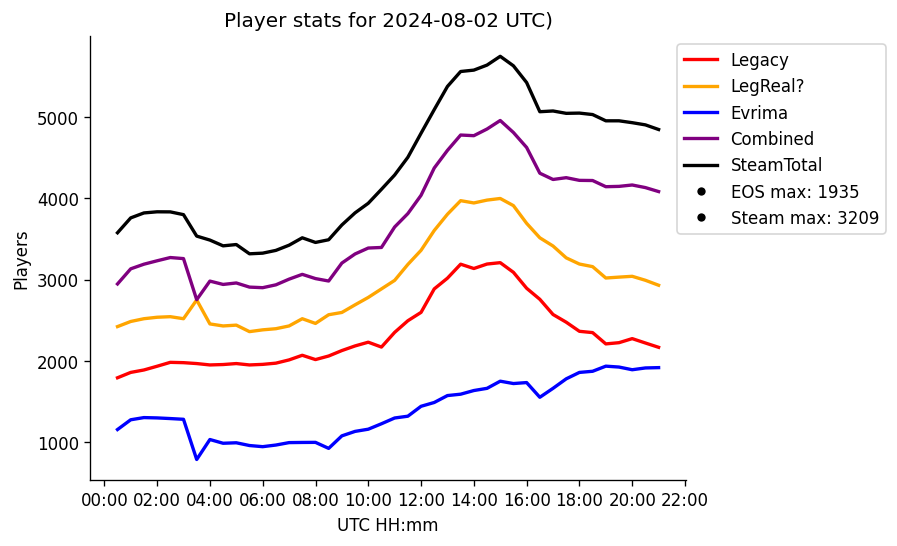 Player stats for 2024-08-02 UTC)
Legacy
LegReal?
Evrima
Combined
SteamTotal
EOS max: 1935
Steam max: 3209
Players
5000
4000
3000
2000
1000
00:00 02:00 04:00 06:00 08:00 10:00 12:00 14:00 16:00 18:00 20:00 22:00
UTC HH:mm